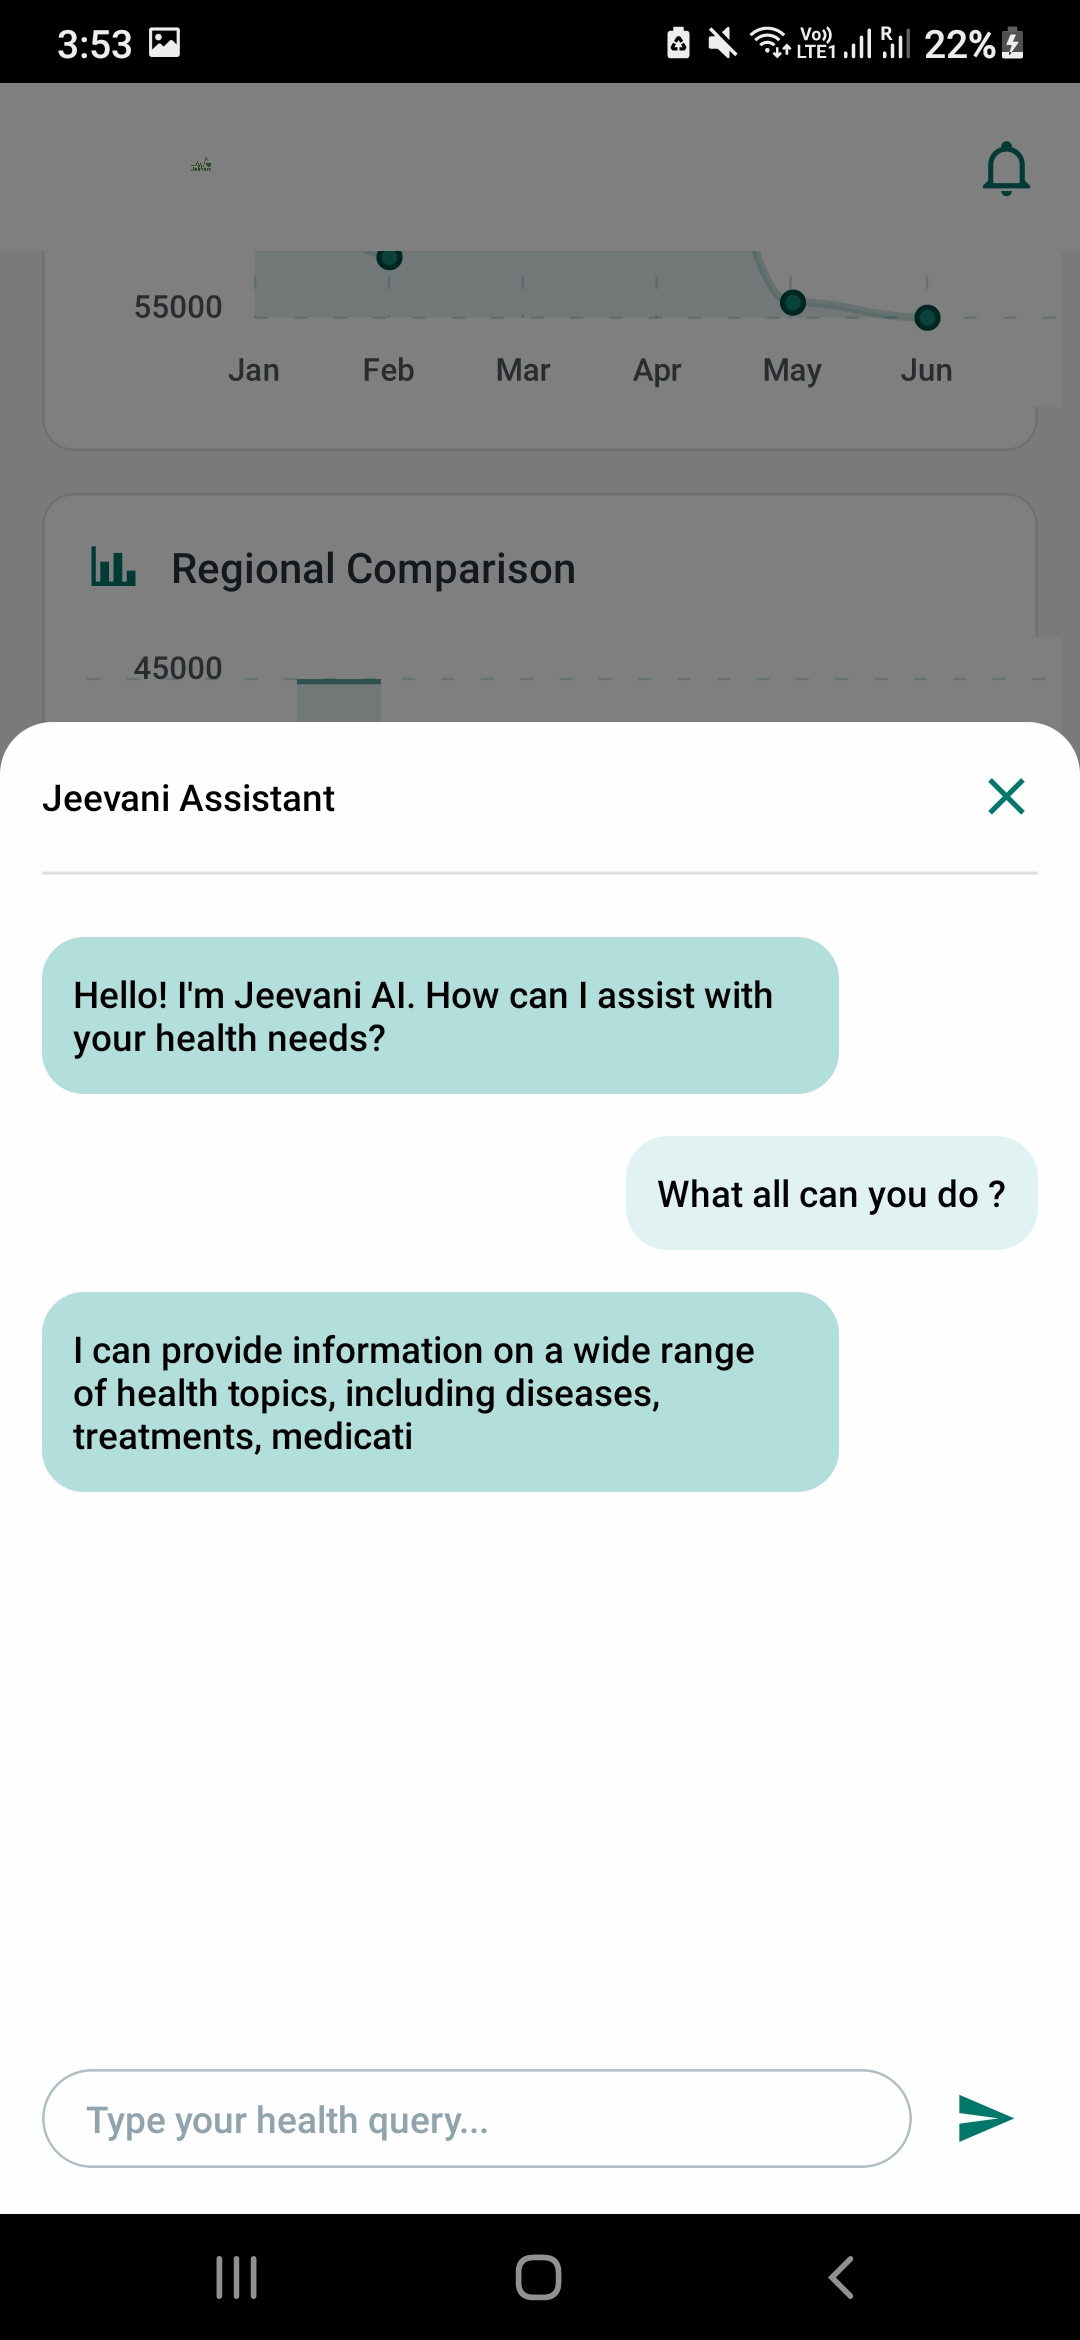 3:53
Vo))
LTE1
R
22%
55000
Jan Feb Mar Apr May Jun
Regional Comparison
45000
Jeevani Assistant
Hello! I'm Jeevani AI. How can I assist with
your health needs?
What all can you do ?
I can provide information on a wide range
of health topics, including diseases,
treatments, medicati
Type your health query...